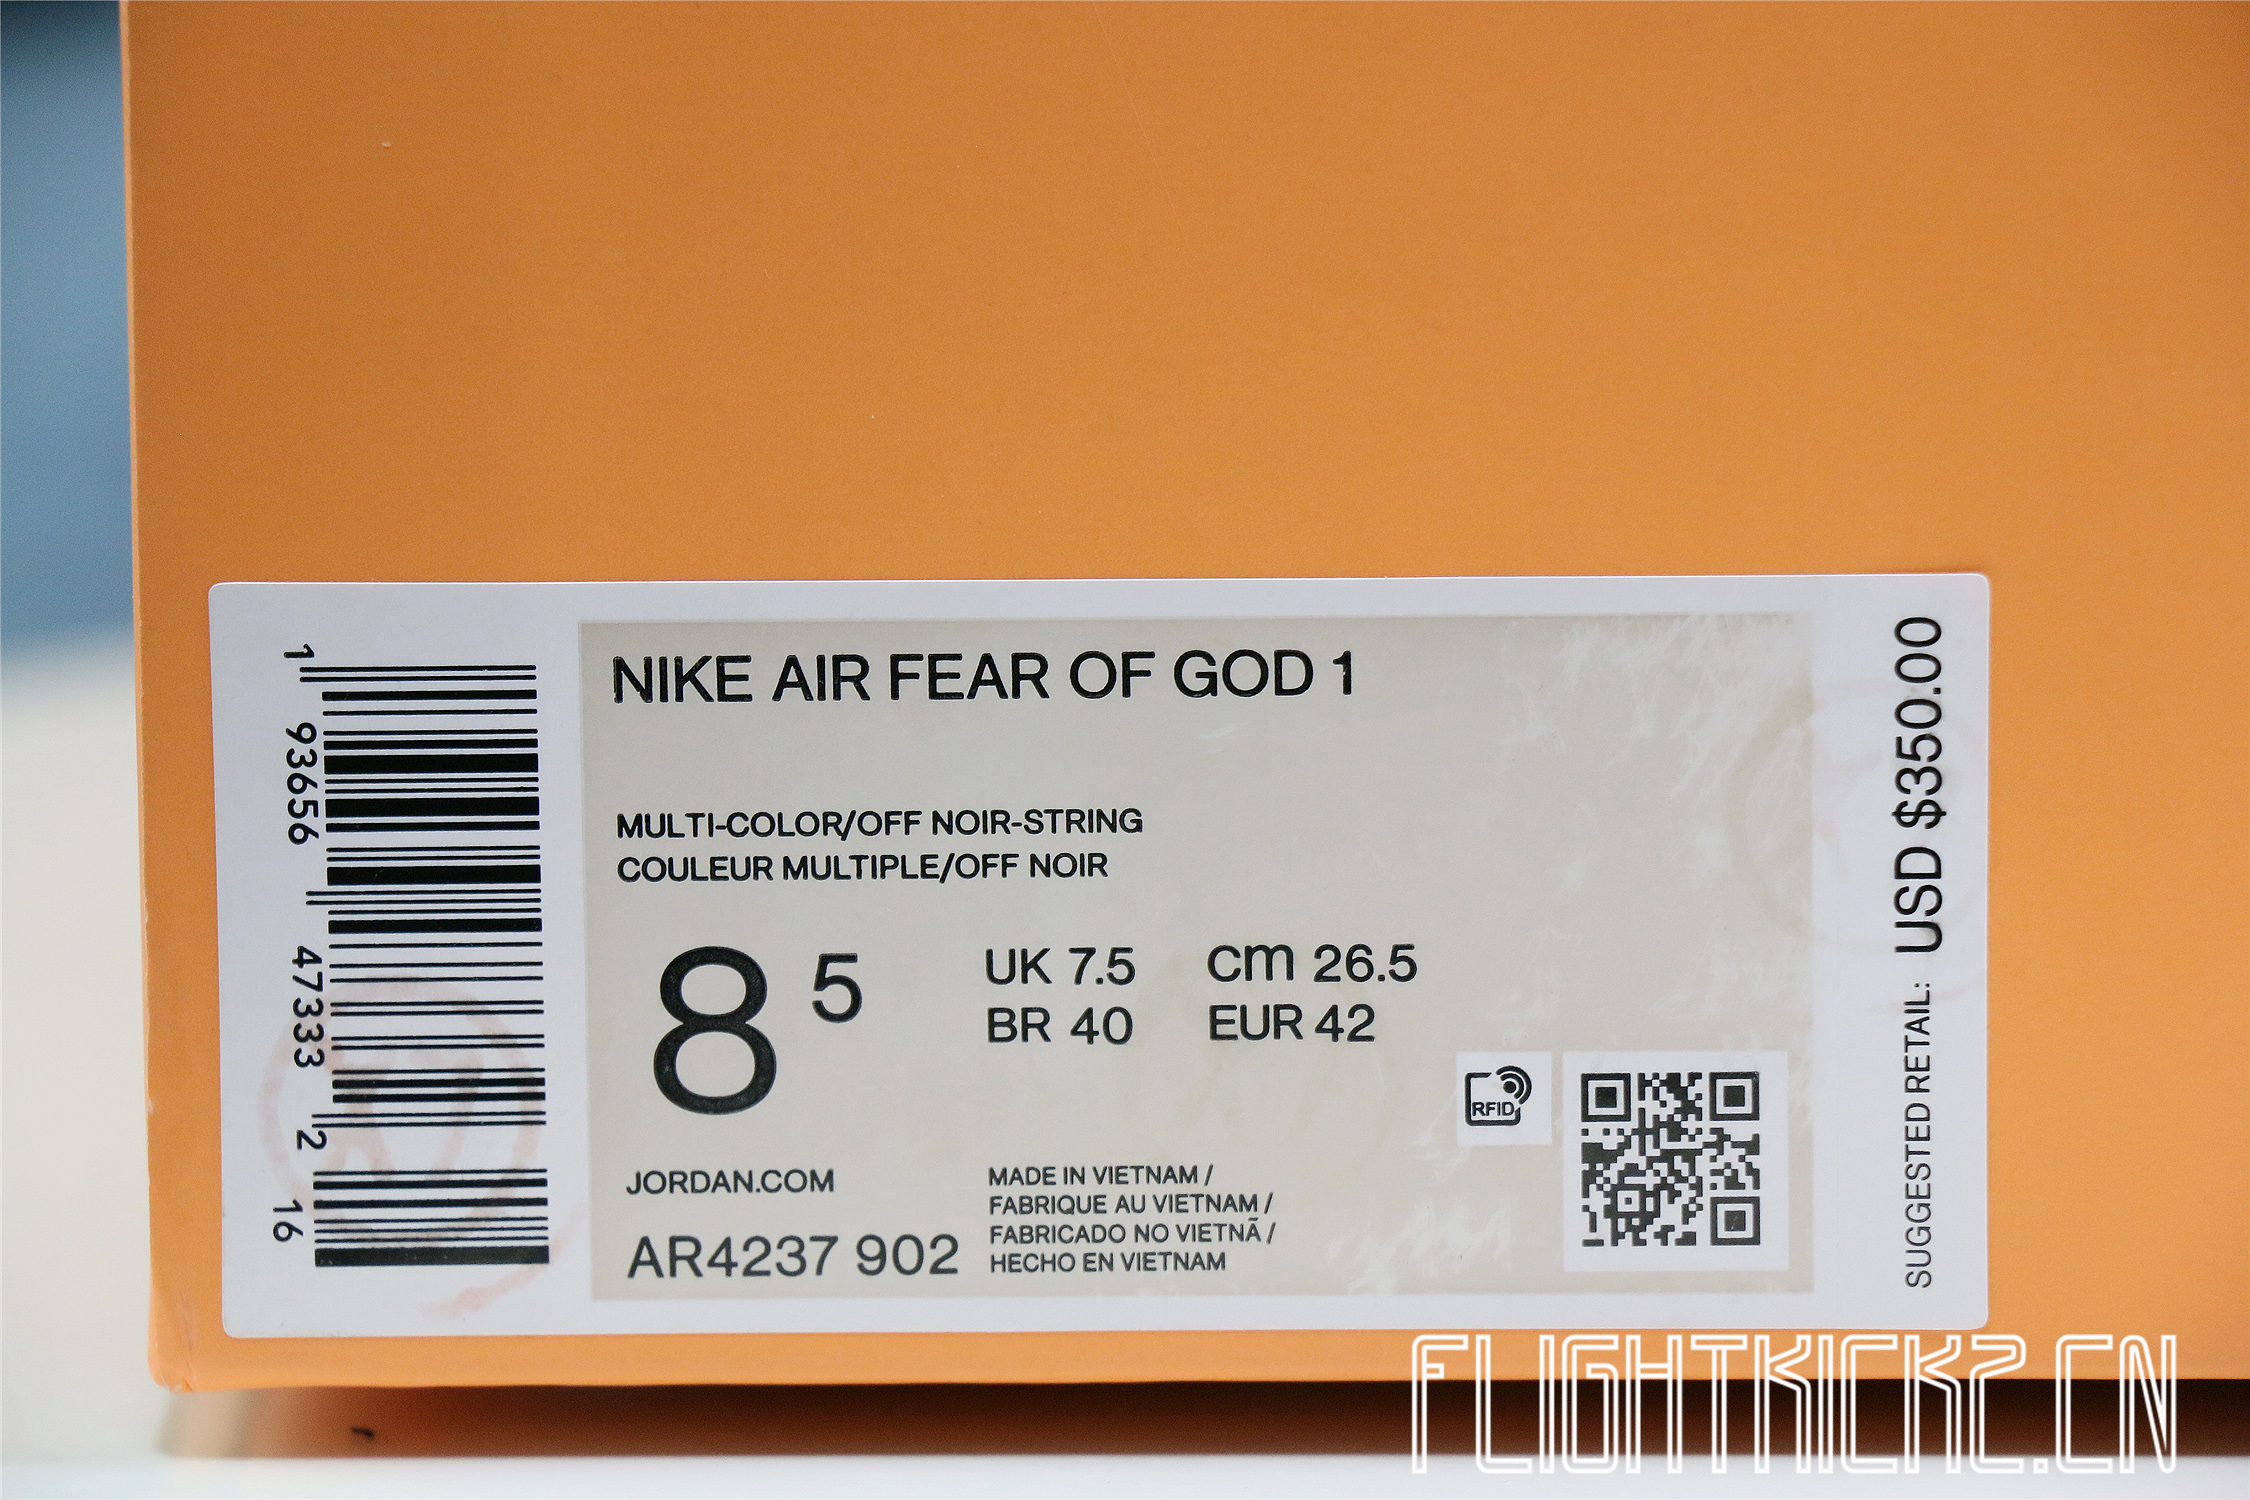 NIKE AIR FEAR OF GOD 1
MULTI-COLOR/OFF NOIR-STRING
COULEUR MULTIPLE/OFF NOIR
8 5
UK 7.5 cm 26.5
BR 40 EUR 42
JORDAN.COM
AR4237 902
MADE IN VIETNAM /
FABRIQUE AU VIETNAM /
FABRICADO NO VIETNÃ /
HECHO EN VIETNAM
RFID
1 93656 47333 2 16
SUGGESTED RETAIL: USD $350.00
FLIGHTKICKZ.CN